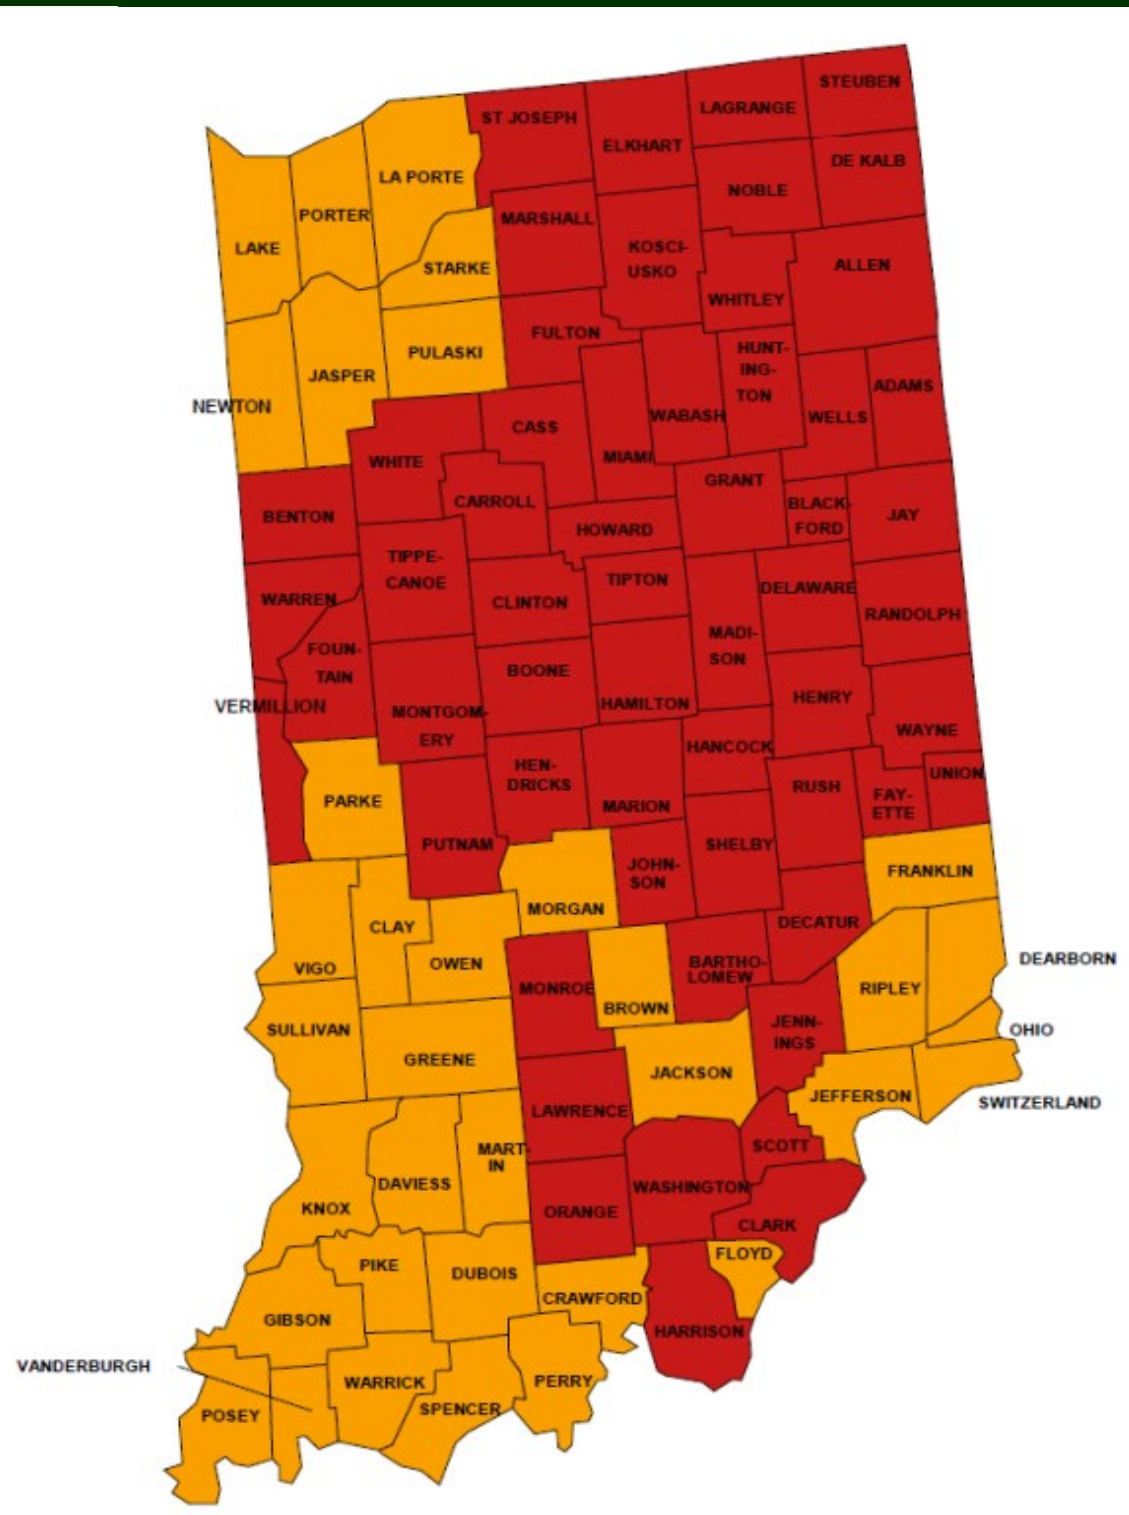 STEUBEN
LAGRANGE
ST JOSEPH
ELKHART
DE KALB
LA PORTE
NOBLE
PORTER
MARSHALL
LAKE
KOSCI-
USKO
STARKE
ALLEN
WHITLEY
FULTON
PULASKI
HUNT-
ING-
TON
JASPER
ADAMS
NEWTON
WABASH
WELLS
CASS
MIAMI
WHITE
GRANT
CARROLL
BLACK-
FORD
JAY
BENTON
HOWARD
TIPPE-
CANOE
TIPTON
DELAWARE
WARREN
CLINTON
RANDOLPH
MADI-
SON
FOUN-
TAIN
BOONE
HENRY
VERMILLION
HAMILTON
MONTGOM-
ERY
WAYNE
HANCOCK
HEN-
DRICKS
UNION
RUSH
FAY-
ETTE
PARKE
MARION
PUTNAM
SHELBY
JOHN-
SON
FRANKLIN
MORGAN
DECATUR
CLAY
DEARBORN
VIGO
OWEN
BARTHO-
LOMEW
MONROE
RIPLEY
BROWN
SULLIVAN
JENN-
INGS
OHIO
GREENE
JACKSON
JEFFERSON
SWITZERLAND
LAWRENCE
MART-
IN
SCOTT
DAVIESS
WASHINGTON
KNOX
ORANGE
CLARK
FLOYD
PIKE
DUBOIS
CRAWFORD
GIBSON
HARRISON
VANDERBURGH
WARRICK
PERRY
POSEY
SPENCER